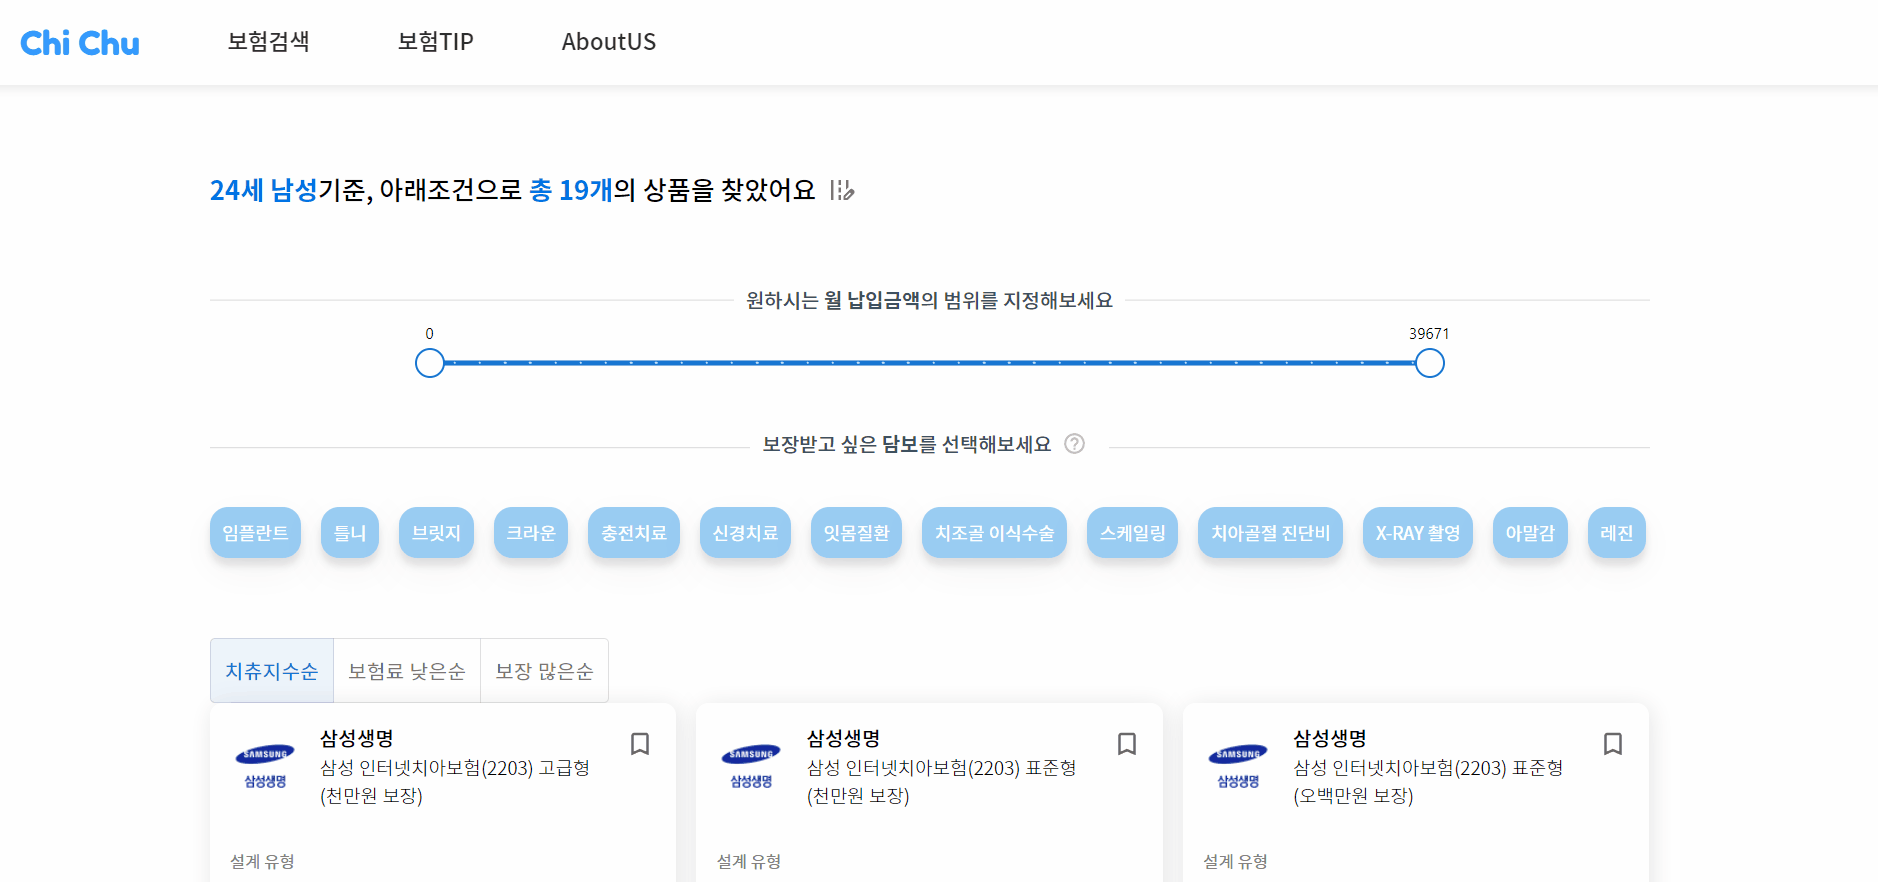 Chi Chu 보험검색 보험TIP AboutUS
24세 남성기준, 아래조건으로 총 19개의 상품을 찾았어요
원하시는 월 납입금액의 범위를 지정해보세요
0 39671
보장받고 싶은 담보를 선택해보세요 ?
임플란트 틀니 브릿지 크라운 충전치료 신경치료 잇몸질환 치조골 이식수술 스케일링 치아골절 진단비 X-RAY 촬영 아말감 레진
치츄지수순 보험료 낮은순 보장 많은순
SAMSUNG
삼성생명
삼성생명
삼성 인터넷치아보험(2203) 고급형
(천만원 보장)
설계 유형
SAMSUNG
삼성생명
삼성생명
삼성 인터넷치아보험(2203) 표준형
(천만원 보장)
설계 유형
SAMSUNG
삼성생명
삼성생명
삼성 인터넷치아보험(2203) 표준형
(오백만원 보장)
설계 유형